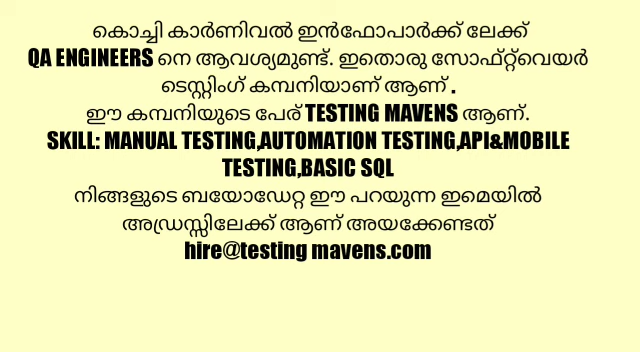 കൊച്ചി കാർണിവൽ ഇൻഫോപാർക്ക് ലേക്ക്
QA ENGINEERS നെ ആവശ്യമുണ്ട്. ഇതൊരു സോഫ്റ്റ്‌വെയർ
ടെസ്റ്റിംഗ് കമ്പനിയാണ് ആണ് .
ഈ കമ്പനിയുടെ പേര് TESTING MAVENS ആണ്.
SKILL: MANUAL TESTING,AUTOMATION TESTING,API&MOBILE
TESTING,BASIC SQL
നിങ്ങളുടെ ബയോഡേറ്റ ഈ പറയുന്ന ഇമെയിൽ
അഡ്രസ്സിലേക്ക് ആണ് അയക്കേണ്ടത്
hire@testing mavens.com